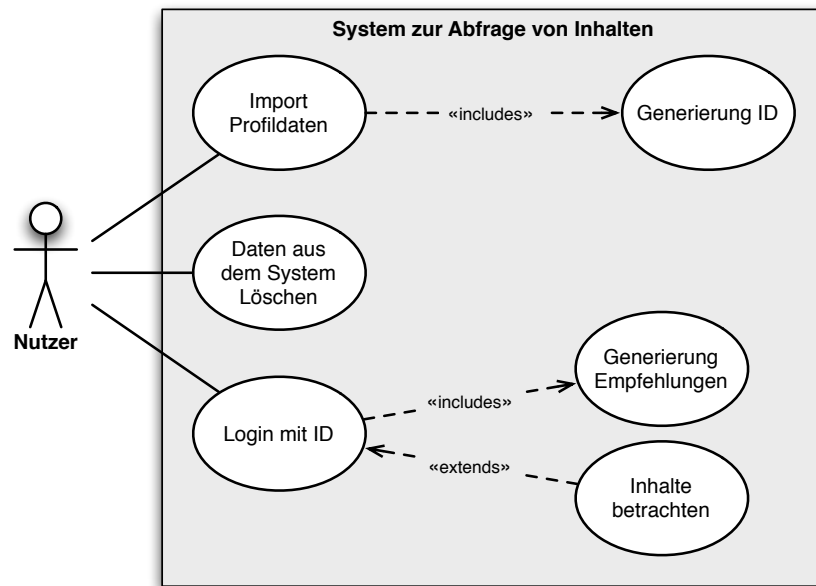 System zur Abfrage von Inhalten
Import
Profildaten
«includes»
Generierung ID
Daten aus
dem System
Löschen
Nutzer
Generierung
Empfehlungen
«includes»
Login mit ID
«extends»
Inhalte
betrachten